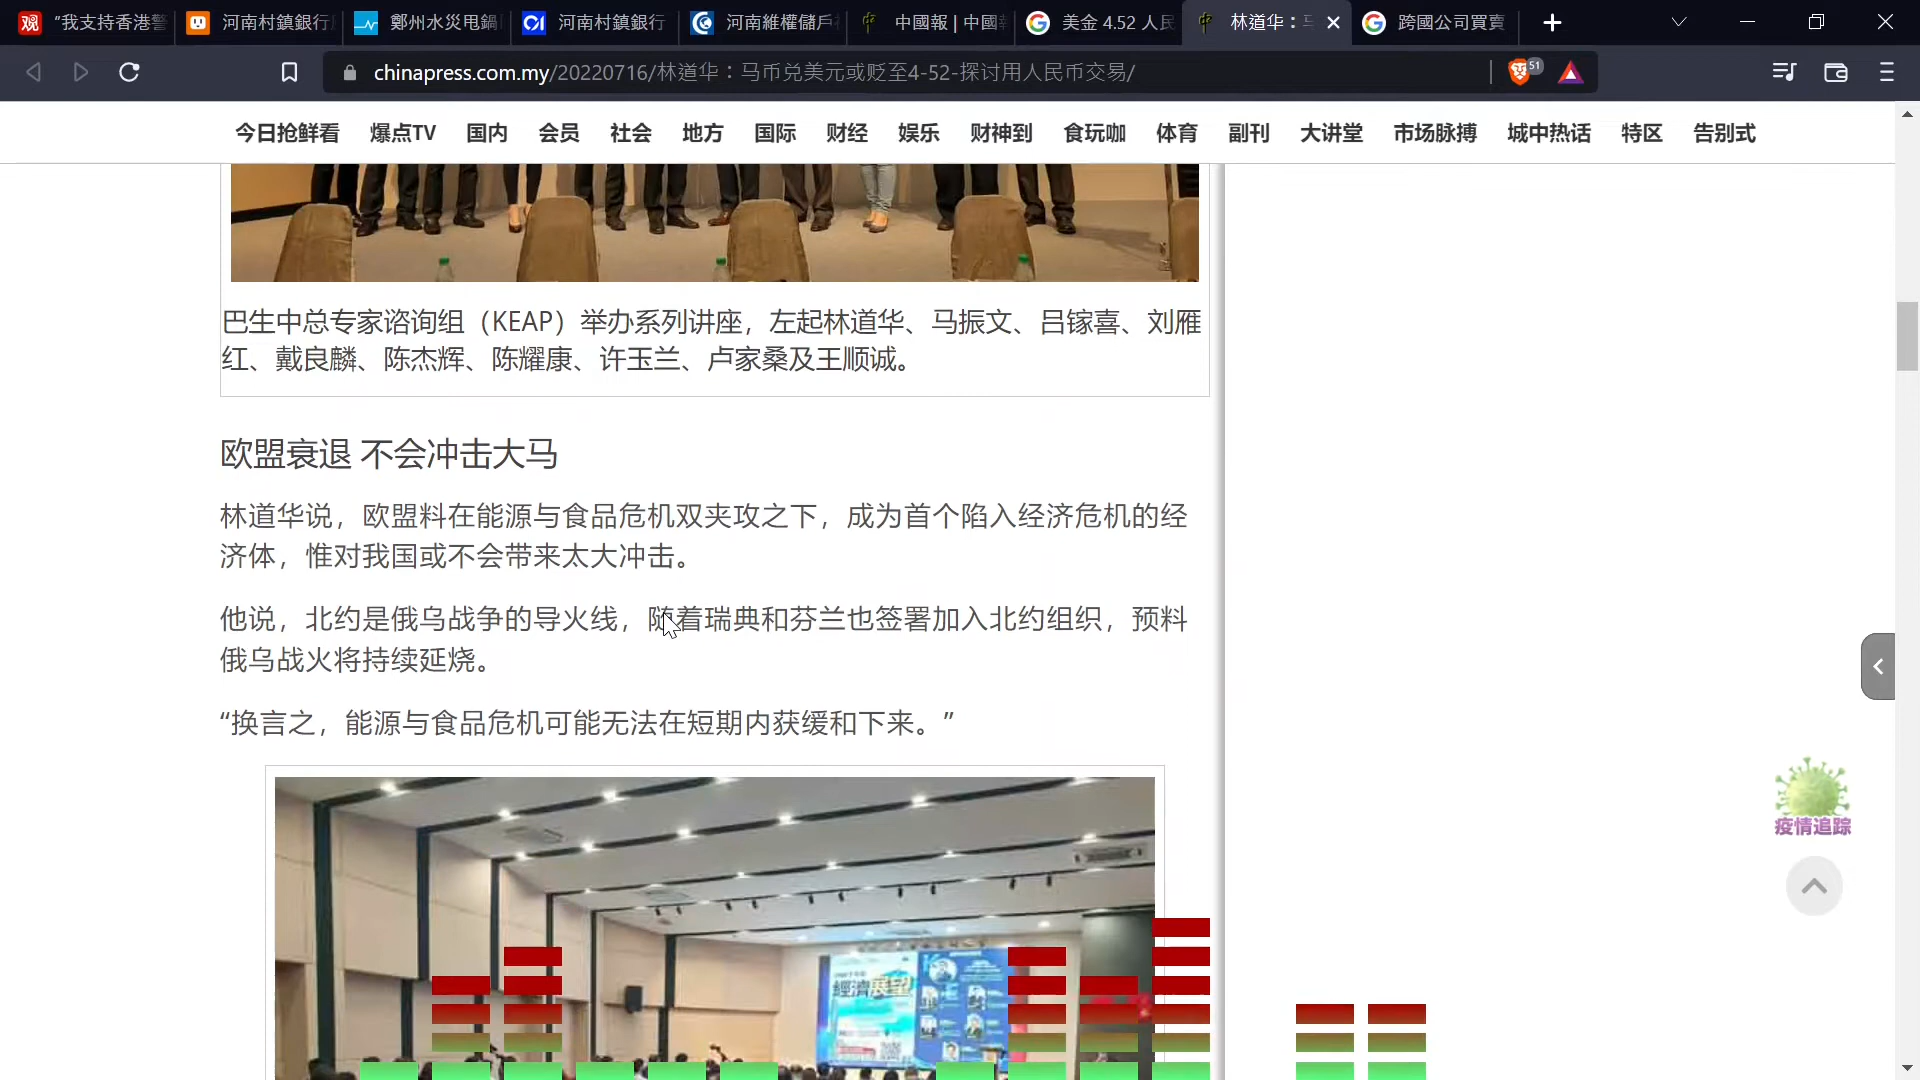 "我支持香港警
河南村鎮銀行
鄭州水災甩鍋
河南村鎮銀行
河南維權儲戶
中國報 | 中國
美金 4.52 人民
林道华：
跨國公司買賣
chinapress.com.my/20220716/林道华：马币兑美元或贬至4-52-探讨用人民币交易/
51
今日抢鲜看 爆点TV 国内 会员 社会 地方 国际 财经 娱乐 财神到 食玩咖 体育 副刊 大讲堂 市场脉搏 城中热话 特区 告别式
巴生中总专家谘询组（KEAP）举办系列讲座，左起林道华、马振文、吕镓喜、刘雁
红、戴良麟、陈杰辉、陈耀康、许玉兰、卢家燊及王顺诚。
欧盟衰退 不会冲击大马
林道华说，欧盟料在能源与食品危机双夹攻之下，成为首个陷入经济危机的经
济体，惟对我国或不会带来太大冲击。
他说，北约是俄乌战争的导火线，随着瑞典和芬兰也签署加入北约组织，预料
俄乌战火将持续延烧。
“换言之，能源与食品危机可能无法在短期内获缓和下来。”
經濟展望
疫情追踪